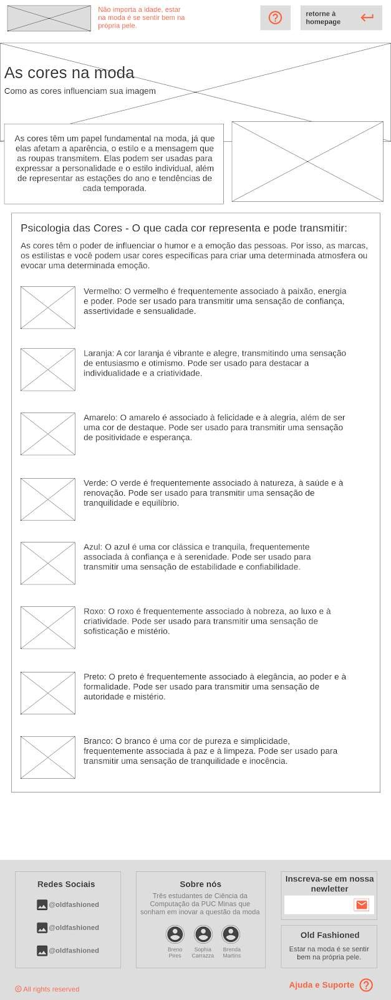 Não importa a idade, estar
na moda é se sentir bem na
própria pele.
retorne à
homepage
As cores na moda
Como as cores influenciam sua imagem
As cores têm um papel fundamental na moda, já que
elas afetam a aparência, o estilo e a mensagem que
as roupas transmitem. Elas podem ser usadas para
expressar a personalidade e o estilo individual, além
de representar as estações do ano e tendências de
cada temporada.
Psicologia das Cores - O que cada cor representa e pode transmitir:
As cores têm o poder de influenciar o humor e a emoção das pessoas. Por isso, as marcas,
os estilistas e você podem usar cores específicas para criar uma determinada atmosfera ou
evocar uma determinada emoção.
Vermelho: O vermelho é frequentemente associado à paixão, energia
e poder. Pode ser usado para transmitir uma sensação de confiança,
assertividade e sensualidade.
Laranja: A cor laranja é vibrante e alegre, transmitindo uma sensação
de entusiasmo e otimismo. Pode ser usado para destacar a
individualidade e a criatividade.
Amarelo: O amarelo é associado à felicidade e à alegria, além de ser
uma cor de destaque. Pode ser usado para transmitir uma sensação
de positividade e esperança.
Verde: O verde é frequentemente associado à natureza, à saúde e à
renovação. Pode ser usado para transmitir uma sensação de
tranquilidade e equilíbrio.
Azul: O azul é uma cor clássica e tranquila, frequentemente
associada à confiança e à serenidade. Pode ser usado para
transmitir uma sensação de estabilidade e confiabilidade.
Roxo: O roxo é frequentemente associado à nobreza, ao luxo e à
criatividade. Pode ser usado para transmitir uma sensação de
sofisticação e mistério.
Preto: O preto é frequentemente associado à elegância, ao poder e à
formalidade. Pode ser usado para transmitir uma sensação de
autoridade e mistério.
Branco: O branco é uma cor de pureza e simplicidade,
frequentemente associada à paz e à limpeza. Pode ser usado para
transmitir uma sensação de tranquilidade e inocência.
Redes Sociais
@oldfashioned
@oldfashioned
@oldfashioned
Sobre nós
Três estudantes de Ciência da
Computação da PUC Minas que
sonham em inovar a questão da moda
Breno
Pires
Sophia
Carrazza
Brenda
Martins
Inscreva-se em nossa
newletter
Old Fashioned
Estar na moda é se sentir
bem na própria pele.
© All rights reserved
Ajuda e Suporte